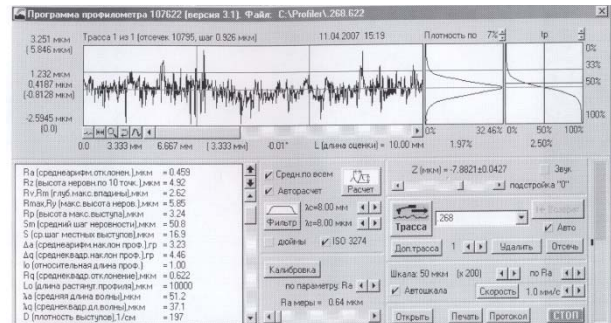 Программа профилометра 107622 (версия 3.1). Файл: C:\Profiler\.268.622
3.251 мкм
(5.846 мкм)
Трасса 1 из 1 (отсечек 10795, шаг 0.926 мкм)
11.04.2007 15:19
Плотность по 7%
tp
0%
1.232 мкм
33%
0.4187 мкм
50%
(-0.8128 мкм)
-2.5945 мкм
100%
(0.0)
0.0 3.333 мм 6.667 мм (3.333 мм) -0.01° L (длина оценки) = 10.00 мм
0% 32.46% 0% 50% 100%
1.97% 2.50%
Ra (среднеарифм.отклонен.),мкм = 0.459
Rz (высота неровн по 10 точк.),мкм = 4.92
Rv,Rm (глуб.макс.впадины),мкм = 2.62
Rmax,Ry (макс.высота неров.),мкм = 5.85
Rp (высота макс.выступа),мкм = 3.24
Sm (средний шаг неровности),мкм = 50.8
S (ср.шаг местных выступов),мкм = 16.9
Δa (среднеарифм.наклон проф.),гр = 3.23
Δq (среднеквадр.наклон проф.),гр = 4.46
lo (относительная длина проф.) = 1.00
Rq (среднеквадр.отклонение),мкм = 0.622
Lo (длина растянут.профиля),мкм = 10000
λa (средняя длина волны),мкм = 51.2
λq (среднеквад.дл.волны),мкм = 37.1
D (плотность выступов),1/см = 197
Средн.по всем
Авторасчет
Расчет
Фильтр
λc=8.00 мм
λc=8.00 мм
дюймы
ISO 3274
Калибровка
по параметру, Ra
Ra меры = 0.64 мкм
Z (мкм) = -7.8821±0.0427
Звук
подстройка "0"
Трасса
268
Авто
Доп.трасса
1
Удалить
Отсечь
Шкала: 50 мкм (x 200)
по Ra
Автошкала
Скорость
1.0 мм/с
Открыть
Печать
Протокол
СТОП